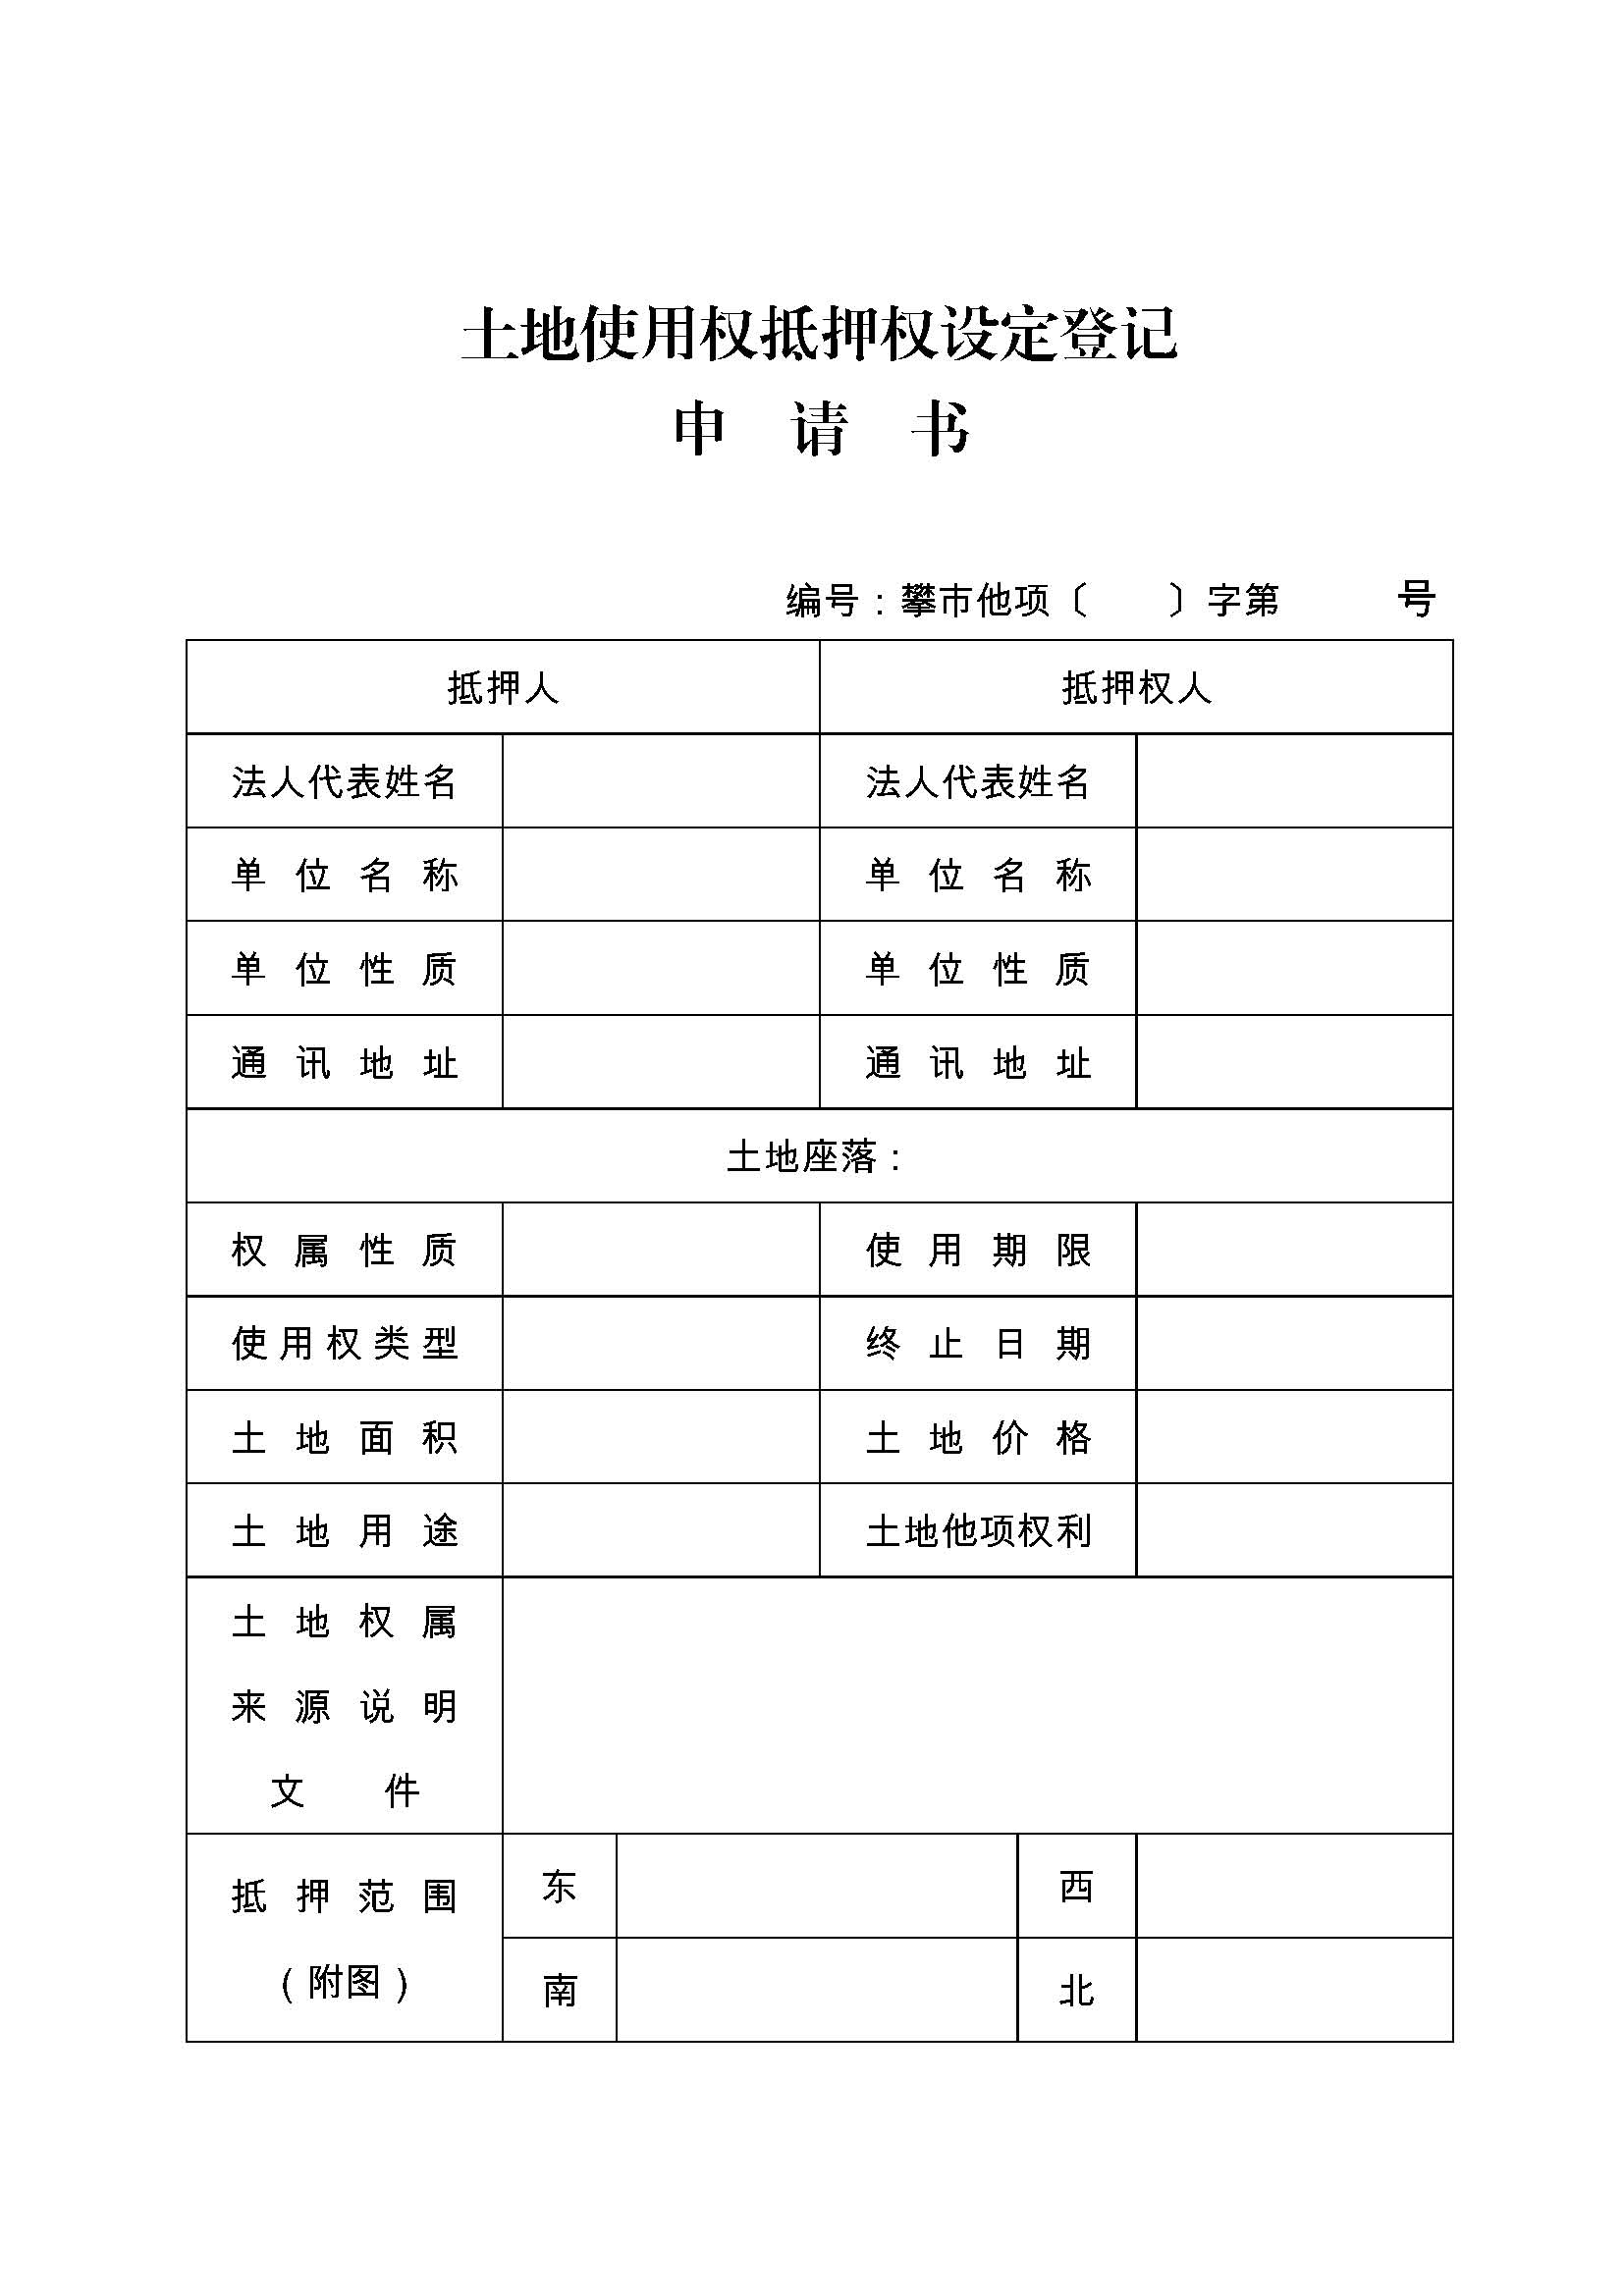 土地使用权抵押权设定登记
申 请 书
编号：攀市他项〔  〕字第   号
抵押人 抵押权人
法人代表姓名 法人代表姓名
单位名称 单位名称
单位性质 单位性质
通讯地址 通讯地址
土地座落：
权属性质 使用期限
使用权类型 终止日期
土地面积 土地价格
土地用途 土地他项权利
土地权属
来源说明
文 件
抵押范围
（附图）
东 西
南 北